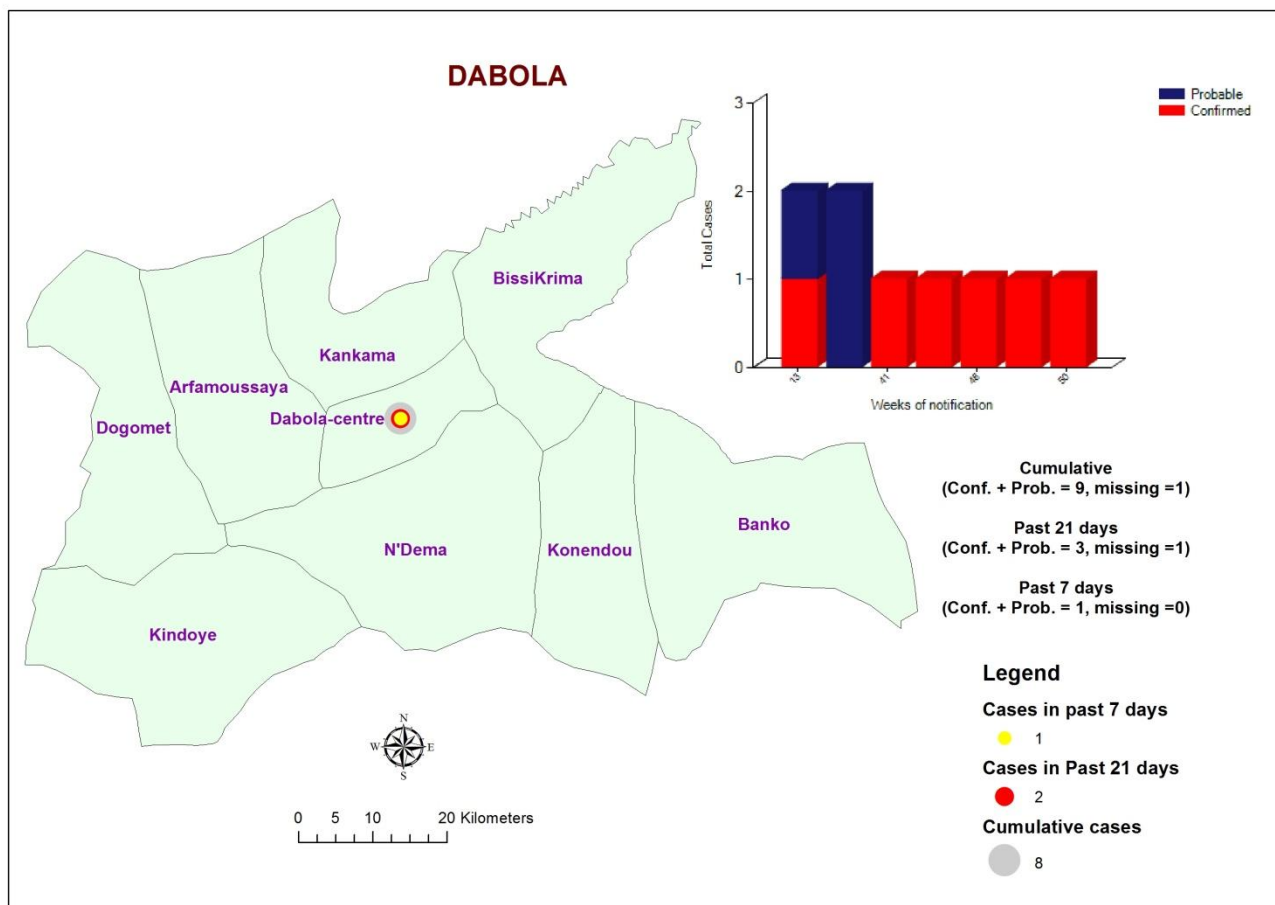 DABOLA
Probable
Confirmed
3
2
1
0
Total Cases
13
41
48
50
Weeks of notification
BissiKrima
Kankama
Arfamoussaya
Dabola-centre
Dogomet
N'Dema
Konendou
Banko
Kindoye
Cumulative
(Conf. + Prob. = 9, missing =1)
Past 21 days
(Conf. + Prob. = 3, missing =1)
Past 7 days
(Conf. + Prob. = 1, missing =0)
Legend
Cases in past 7 days
1
Cases in Past 21 days
2
Cumulative cases
8
N
W E
S
0 5 10 20 Kilometers